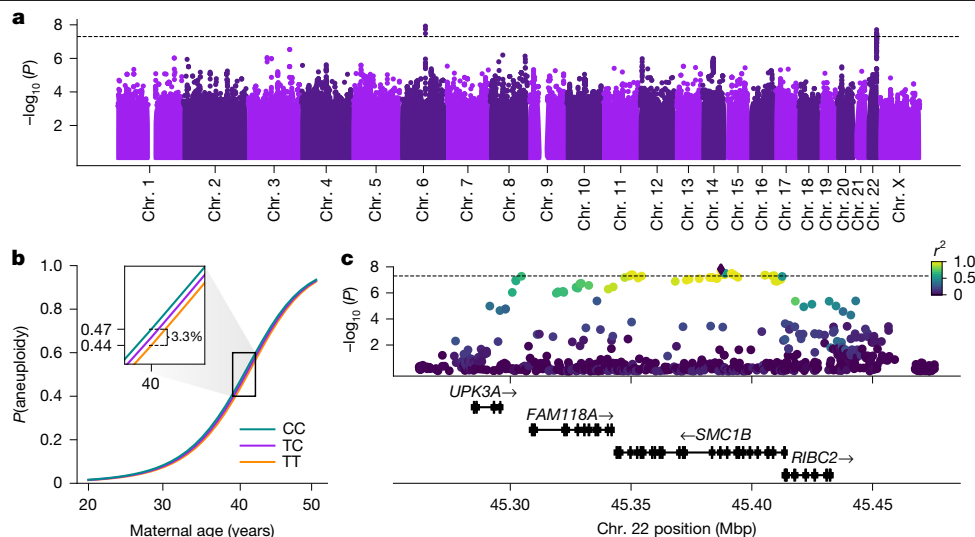 a
8
6
4
2
−log10 (P)
Chr. 1
Chr. 2
Chr. 3
Chr. 4
Chr. 5
Chr. 6
Chr. 7
Chr. 8
Chr. 9
Chr. 10
Chr. 11
Chr. 12
Chr. 13
Chr. 14
Chr. 15
Chr. 16
Chr. 17
Chr. 18
Chr. 19
Chr. 20
Chr. 21
Chr. 22
Chr. X
b
1.0
0.8
0.6
0.4
0.2
0
P(aneuploidy)
0.47
0.44
3.3%
40
CC
TC
TT
20
30
40
50
Maternal age (years)
c
r2
1.0
0.5
0
8
6
4
2
−log10 (P)
UPK3A→
FAM118A→
←SMC1B
RIBC2→
45.30
45.35
45.40
45.45
Chr. 22 position (Mbp)